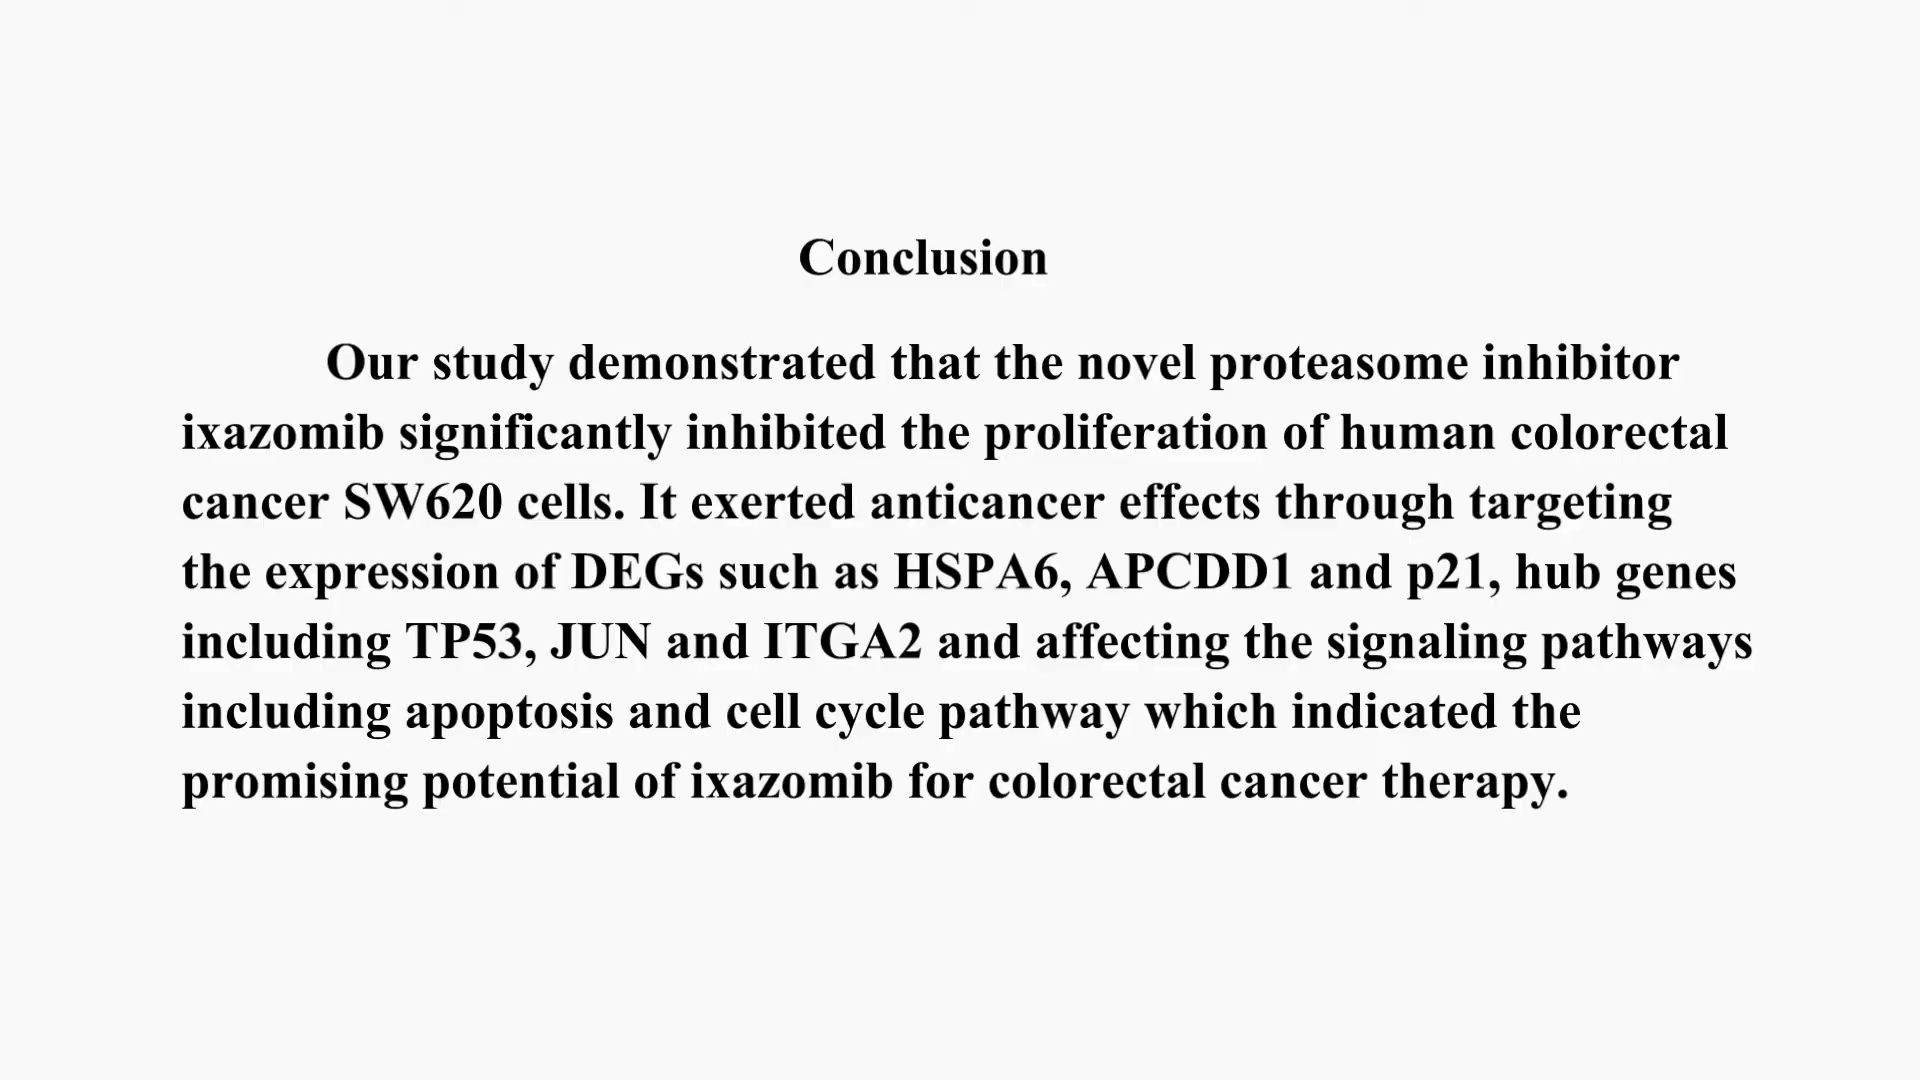 Conclusion
Our study demonstrated that the novel proteasome inhibitor
ixazomib significantly inhibited the proliferation of human colorectal
cancer SW620 cells. It exerted anticancer effects through targeting
the expression of DEGs such as HSPA6, APCDD1 and p21, hub genes
including TP53, JUN and ITGA2 and affecting the signaling pathways
including apoptosis and cell cycle pathway which indicated the
promising potential of ixazomib for colorectal cancer therapy.